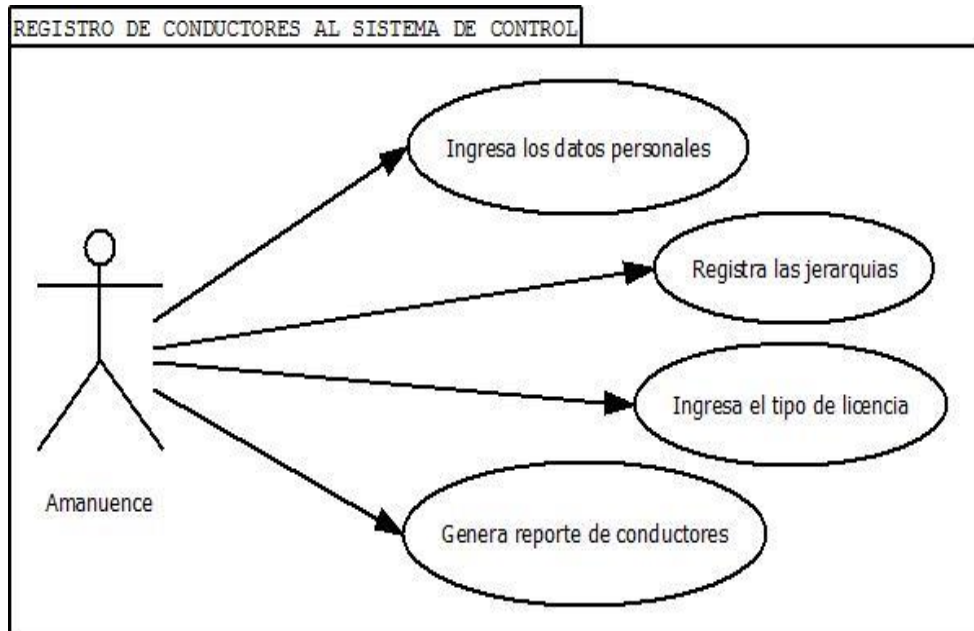 REGISTRO DE CONDUCTORES AL SISTEMA DE CONTROL
Ingresa los datos personales
Registra las jerarquias
Ingresa el tipo de licencia
Amanuence
Genera reporte de conductores